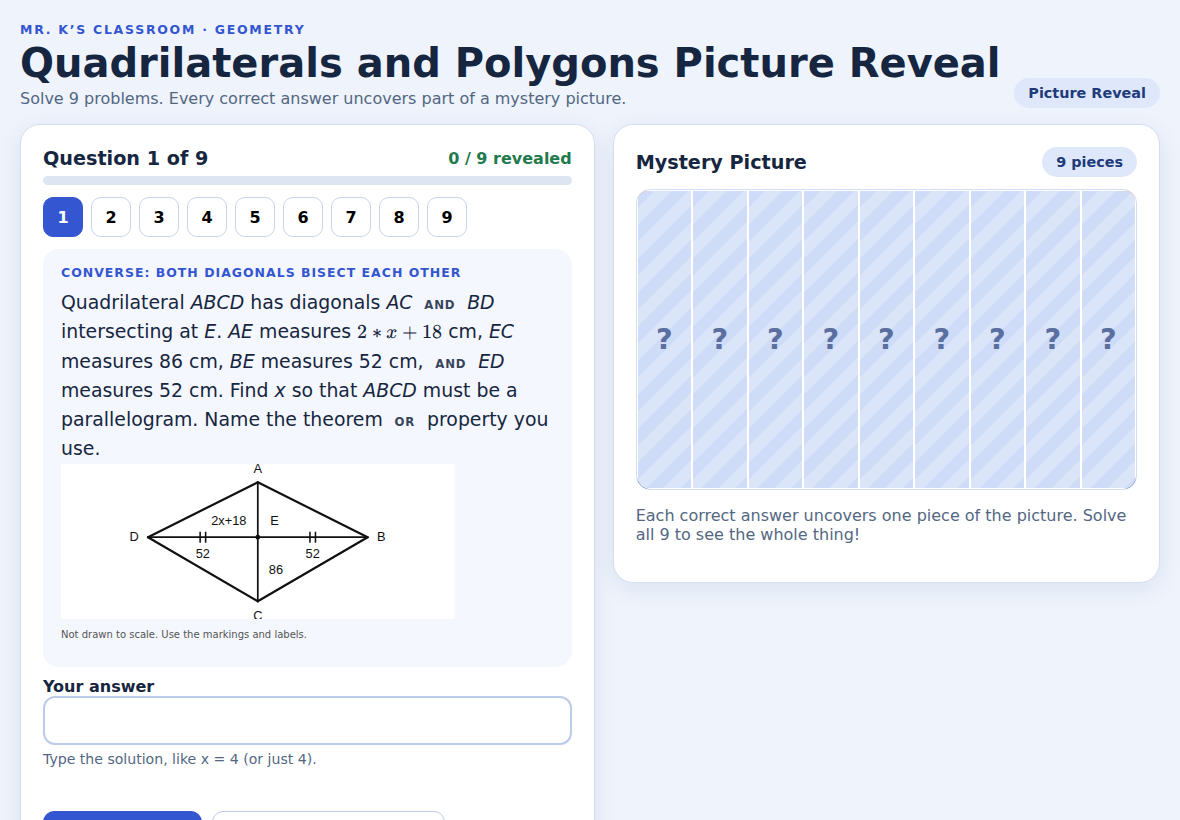 MR. K’S CLASSROOM · GEOMETRY
Quadrilaterals and Polygons Picture Reveal
Solve 9 problems. Every correct answer uncovers part of a mystery picture.
Picture Reveal
Question 1 of 9
0 / 9 revealed
1 2 3 4 5 6 7 8 9
CONVERSE: BOTH DIAGONALS BISECT EACH OTHER
Quadrilateral ABCD has diagonals AC AND BD
intersecting at E. AE measures 2 ∗ x + 18 cm, EC
measures 86 cm, BE measures 52 cm, AND ED
measures 52 cm. Find x so that ABCD must be a
parallelogram. Name the theorem OR property you
use.
A
2x+18 E
D B
52 52
86
C
Not drawn to scale. Use the markings and labels.
Your answer
Type the solution, like x = 4 (or just 4).
Mystery Picture
9 pieces
? ? ? ? ? ? ? ? ?
Each correct answer uncovers one piece of the picture. Solve
all 9 to see the whole thing!